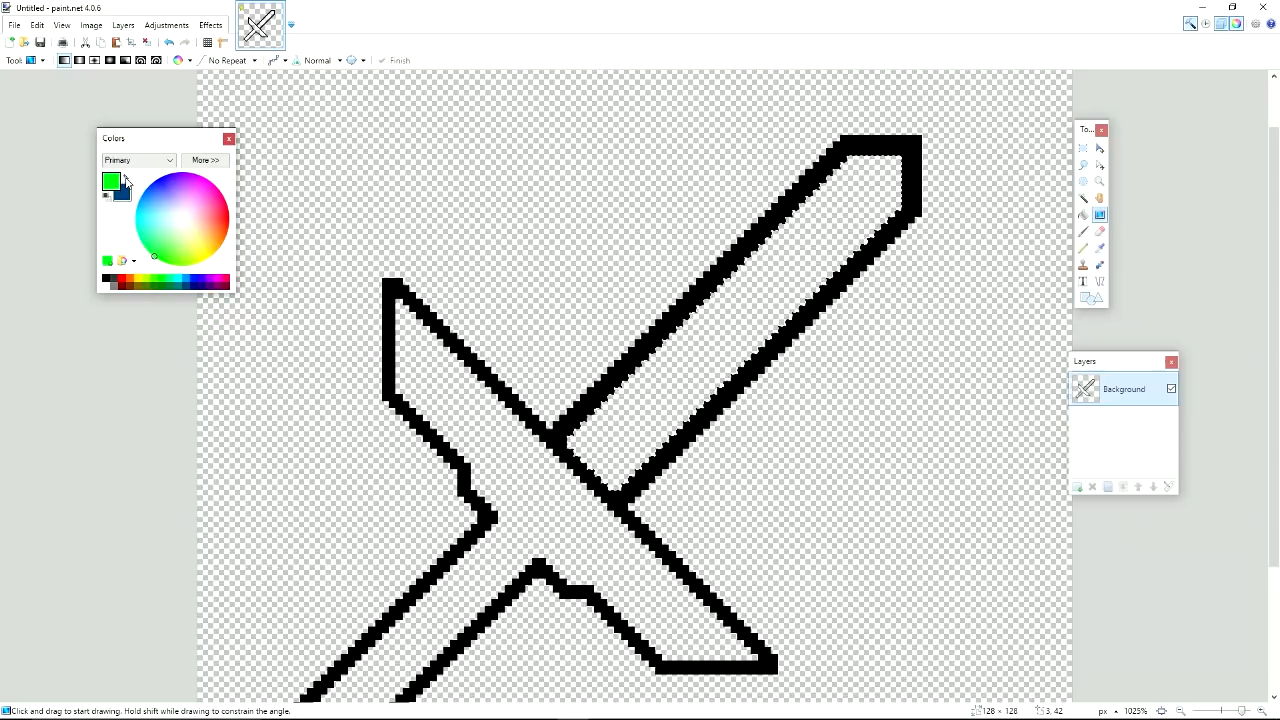 Untitled - paint.net 4.0.6
File Edit View Image Layers Adjustments Effects
Tool: No Repeat Normal Finish
Colors
Primary More >>
To...
Layers
Background
Click and drag to start drawing. Hold shift while drawing to constrain the angle. 128 × 128 3, 42 px 1025%